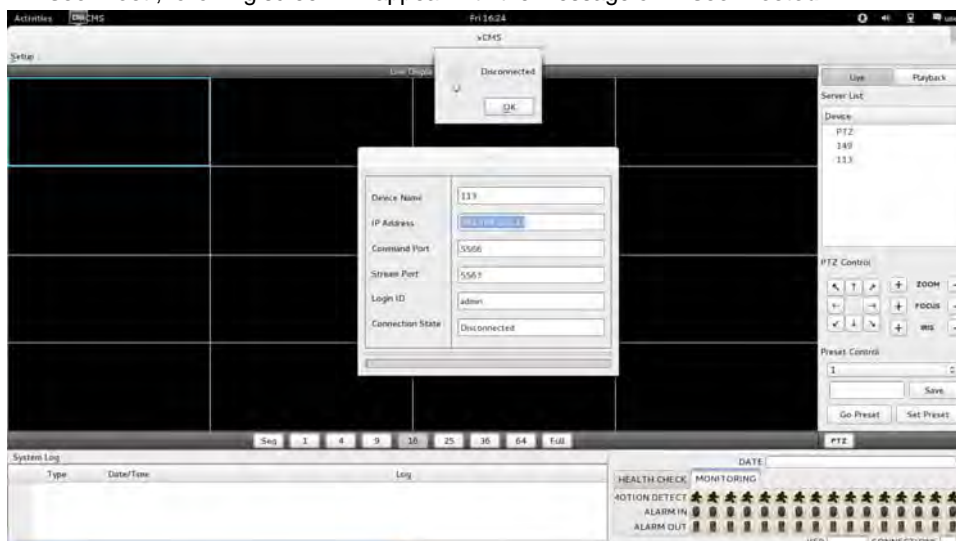 Activities CMS Fri 16:24
vCMS
Setup
Live Display
Disconnected
OK
Live Playback
Server List
Device
PTZ
149
113
Device Name 113
IP Address
Command Port 5566
Stream Port
Login ID admin
Connection State Disconnected
PTZ Control
ZOOM
FOCUS
IRIS
Preset Control
1
Save
Go Preset Set Preset
Seq 1 4 9 16 25 36 64 Full
PTZ
System Log
Type Date/Time Log
DATE
HEALTH CHECK MONITORING
MOTION DETECT
ALARM IN
ALARM OUT